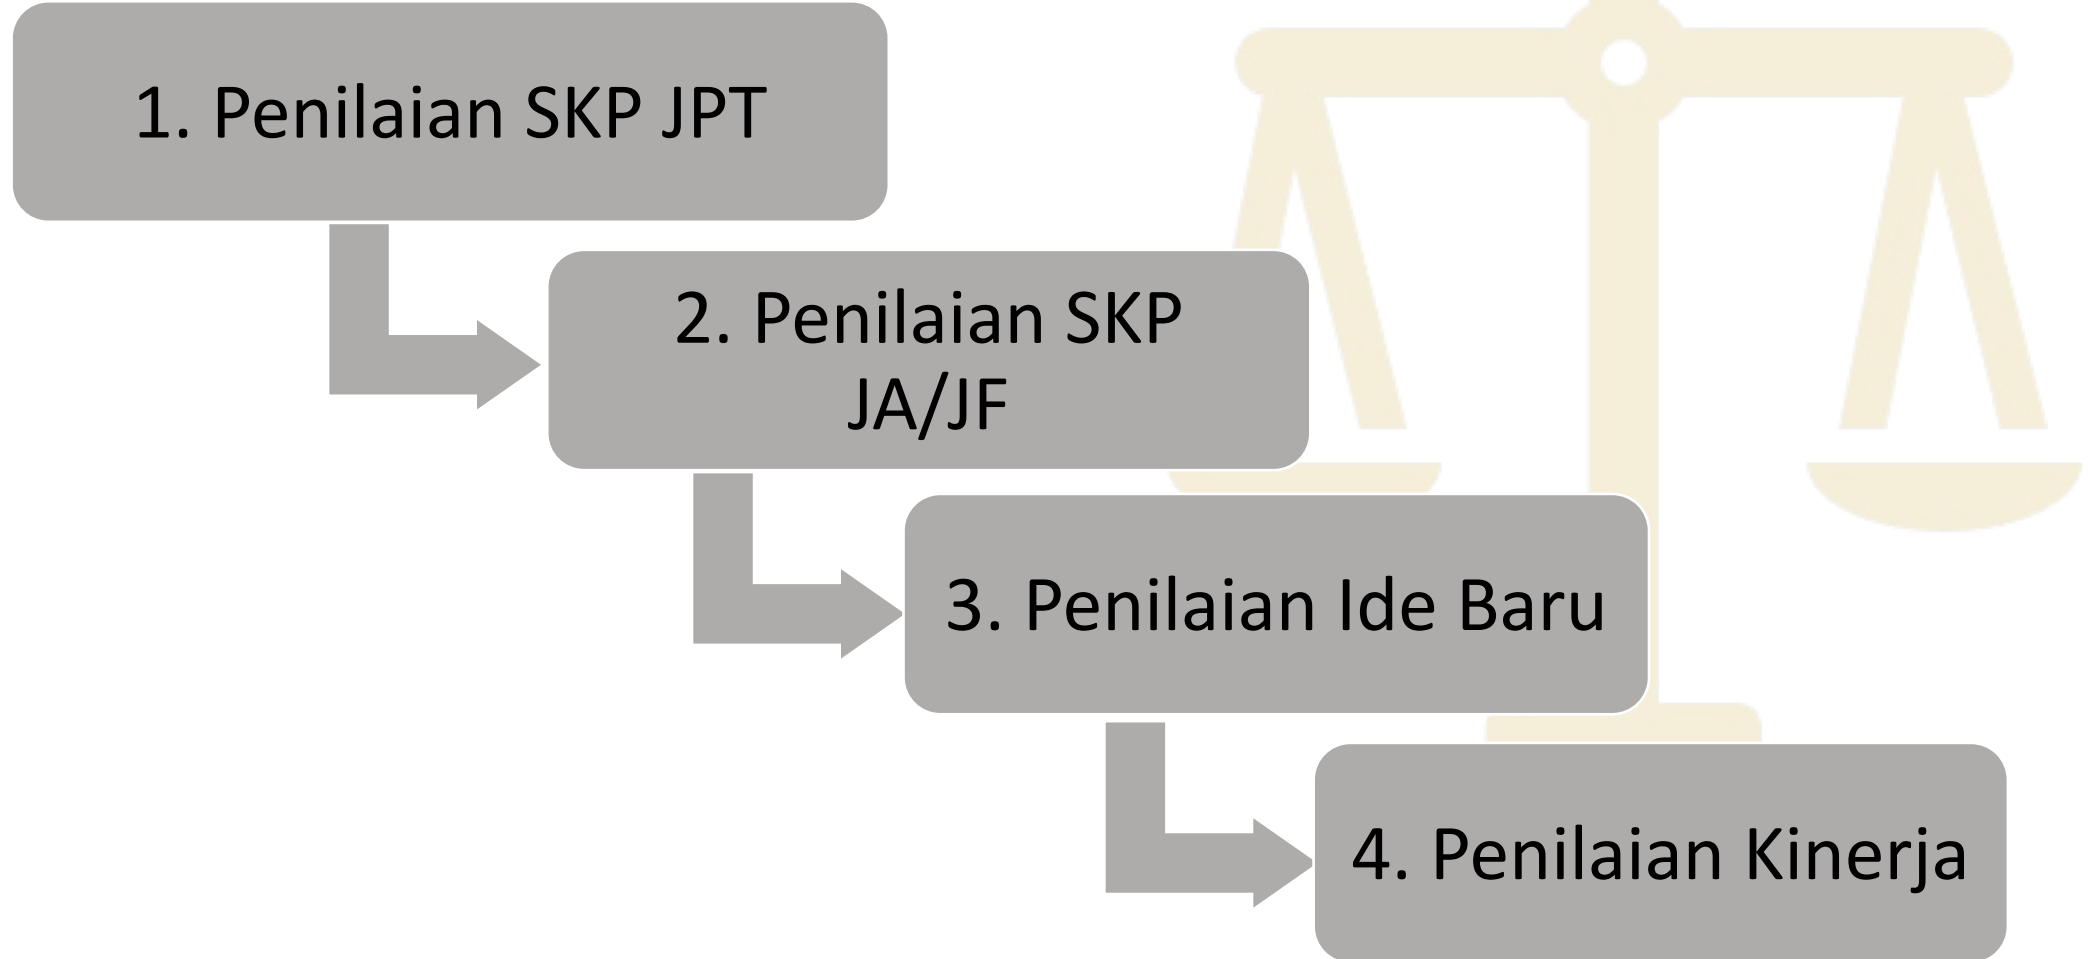 1. Penilaian SKP JPT
2. Penilaian SKP
JA/JF
3. Penilaian Ide Baru
4. Penilaian Kinerja